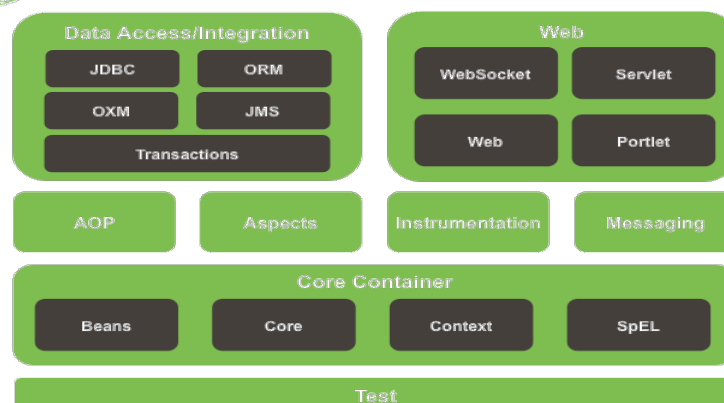 Data Access/Integration
JDBC ORM
OXM JMS
Transactions
Web
WebSocket Servlet
Web Portlet
AOP Aspects Instrumentation Messaging
Core Container
Beans Core Context SpEL
Test